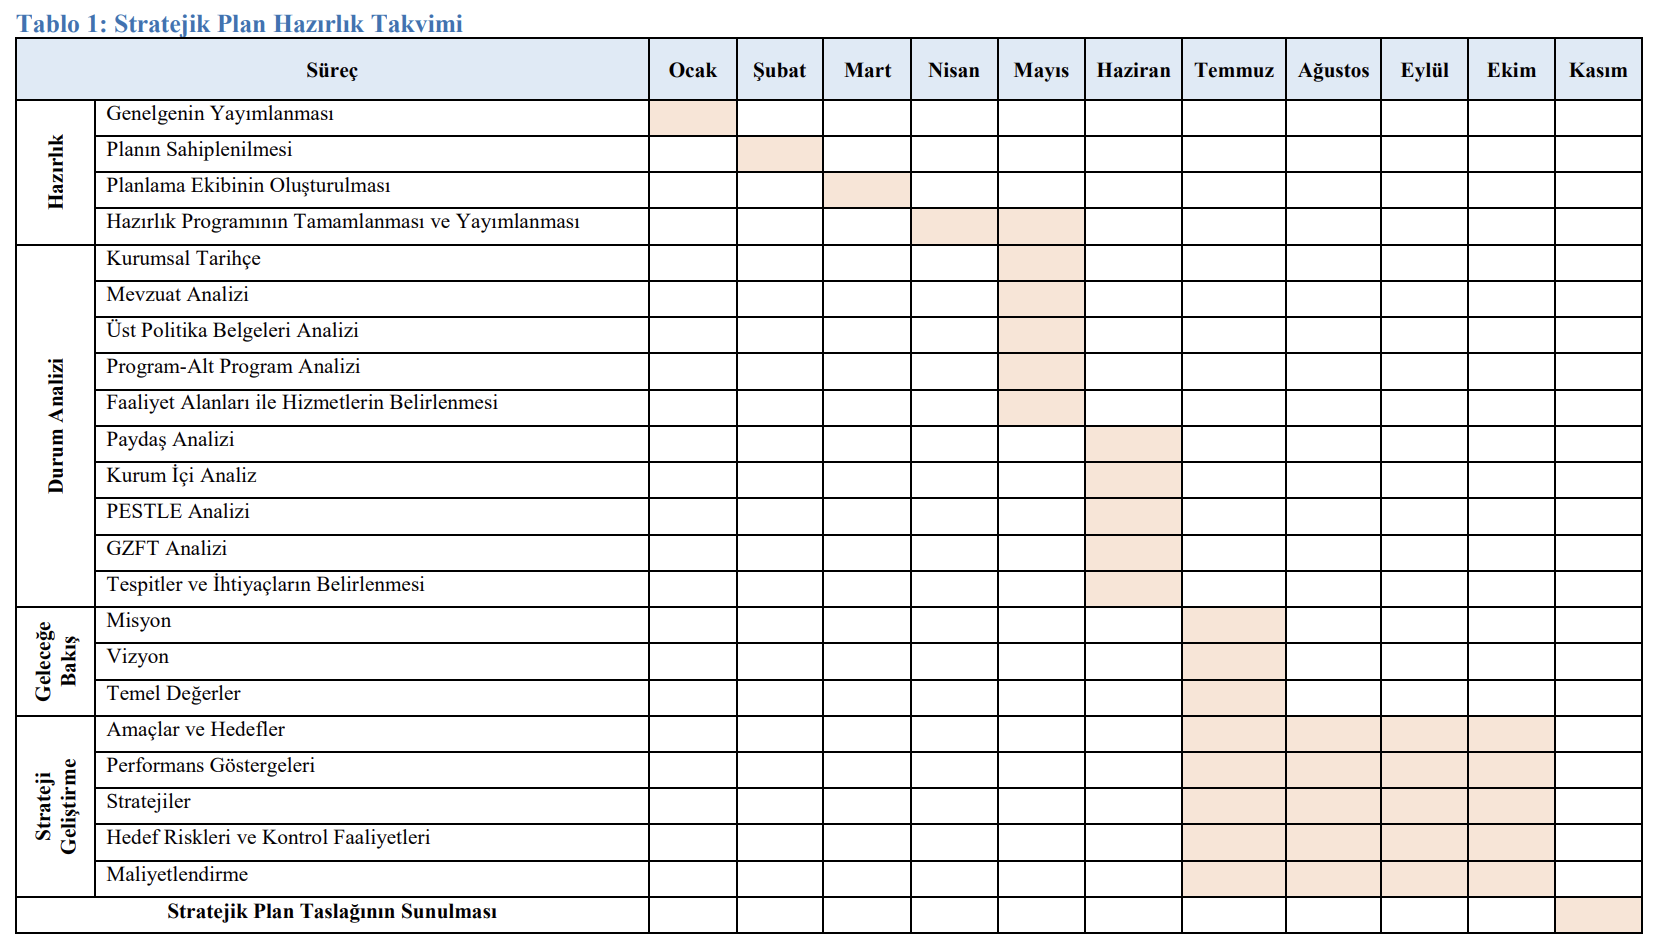 Tablo 1: Stratejik Plan Hazırlık Takvimi
Süreç Ocak Şubat Mart Nisan Mayıs Haziran Temmuz Ağustos Eylül Ekim Kasım
Hazırlık
Genelgenin Yayımlanması
Planın Sahiplenilmesi
Planlama Ekibinin Oluşturulması
Hazırlık Programının Tamamlanması ve Yayımlanması
Durum Analizi
Kurumsal Tarihçe
Mevzuat Analizi
Üst Politika Belgeleri Analizi
Program-Alt Program Analizi
Faaliyet Alanları ile Hizmetlerin Belirlenmesi
Paydaş Analizi
Kurum İçi Analiz
PESTLE Analizi
GZFT Analizi
Tespitler ve İhtiyaçların Belirlenmesi
Geleceğe
Bakış
Misyon
Vizyon
Temel Değerler
Strateji
Geliştirme
Amaçlar ve Hedefler
Performans Göstergeleri
Stratejiler
Hedef Riskleri ve Kontrol Faaliyetleri
Maliyetlendirme
Stratejik Plan Taslağının Sunulması